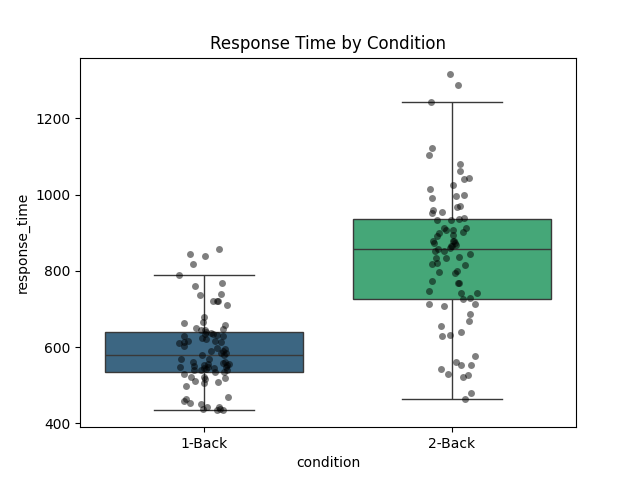 Response Time by Condition
response_time
1200
1000
800
600
400
1-Back
2-Back
condition